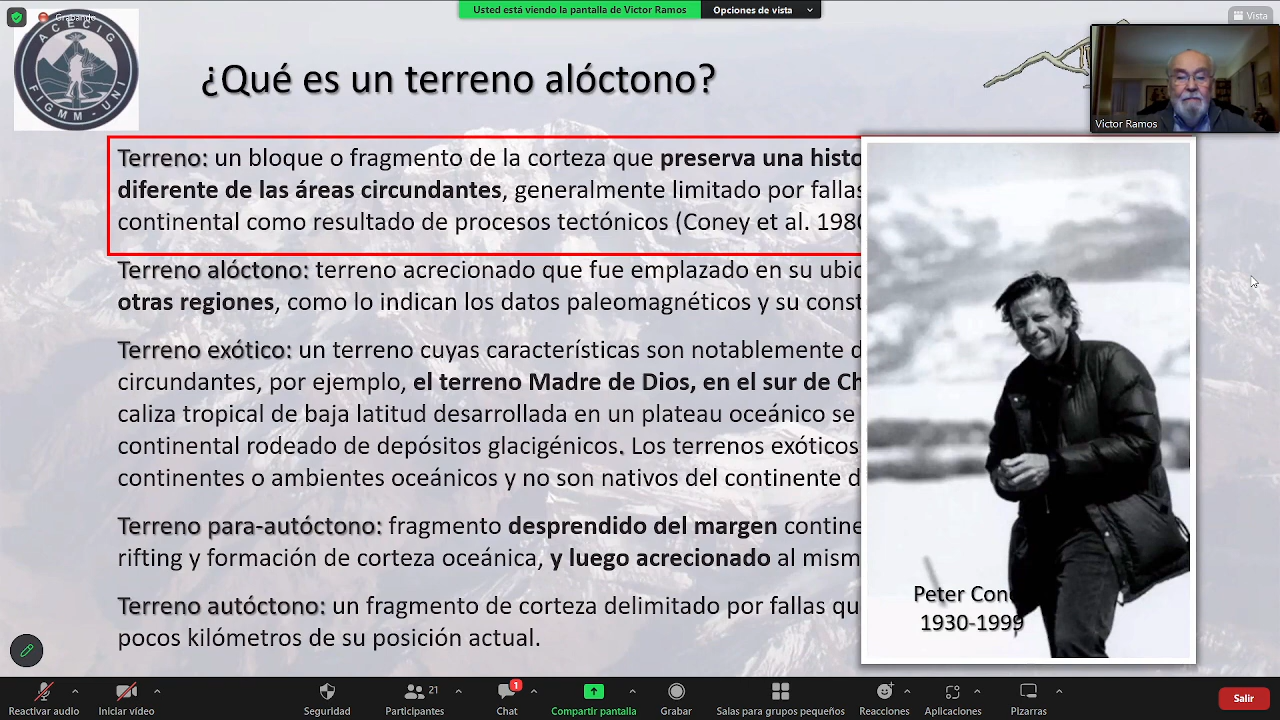 Grabando
Usted está viendo la pantalla de Victor Ramos
Opciones de vista
Vista
ACECIG
FIGMM - UNI
¿Qué es un terreno alóctono?
Victor Ramos
Terreno: un bloque o fragmento de la corteza que preserva una histo
diferente de las áreas circundantes, generalmente limitado por fallas
continental como resultado de procesos tectónicos (Coney et al. 1980
Terreno alóctono: terreno acrecionado que fue emplazado en su ubic
otras regiones, como lo indican los datos paleomagnéticos y su const
Terreno exótico: un terreno cuyas características son notablemente d
circundantes, por ejemplo, el terreno Madre de Dios, en el sur de Ch
caliza tropical de baja latitud desarrollada en un plateau oceánico se
continental rodeado de depósitos glacigénicos. Los terrenos exóticos
continentes o ambientes oceánicos y no son nativos del continente d
Terreno para-autóctono: fragmento desprendido del margen contine
rifting y formación de corteza oceánica, y luego acrecionado al mism
Terreno autóctono: un fragmento de corteza delimitado por fallas qu
pocos kilómetros de su posición actual.
Peter Cone
1930-1999
Reactivar audio
Iniciar vídeo
Seguridad
21
Participantes
1
Chat
Compartir pantalla
Grabar
Salas para grupos pequeños
Reacciones
Aplicaciones
Pizarras
Salir